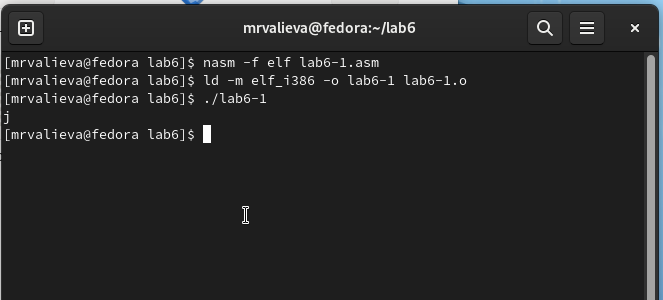 mrvalieva@fedora:~/lab6
[mrvalieva@fedora lab6]$ nasm -f elf lab6-1.asm
[mrvalieva@fedora lab6]$ ld -m elf_i386 -o lab6-1 lab6-1.o
[mrvalieva@fedora lab6]$ ./lab6-1
j
[mrvalieva@fedora lab6]$